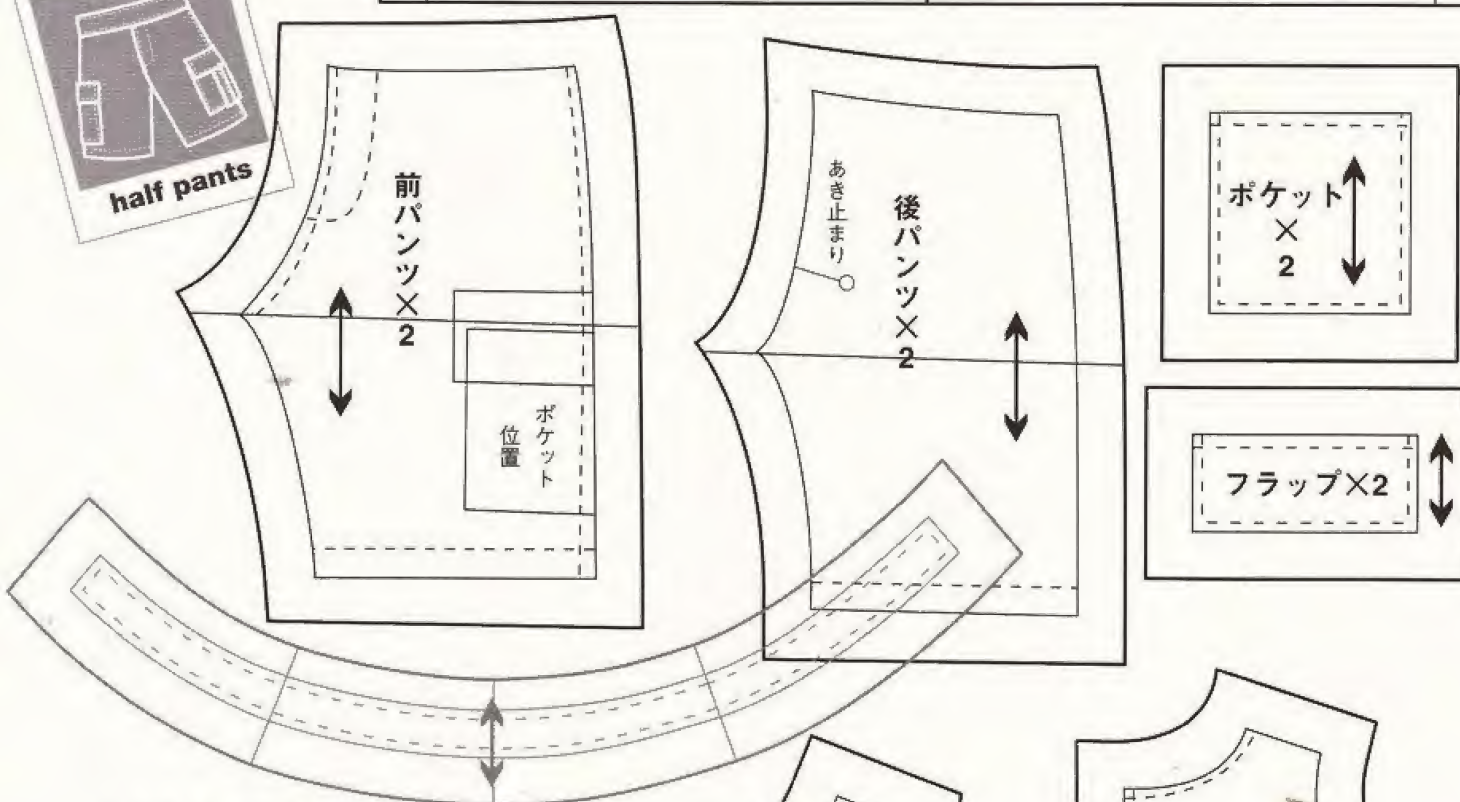 half pants
前パンツ×2
ポケット
位置
あき止まり
後パンツ×2
ポケット
×
2
フラップ×2